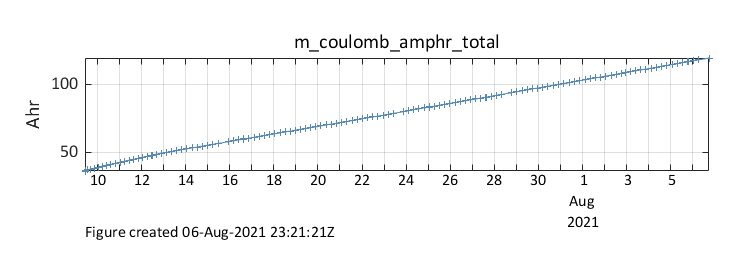 m_coulomb_amphr_total
100
50
Ahr
10 12 14 16 18 20 22 24 26 28 30 1 3 5
Aug
2021
Figure created 06-Aug-2021 23:21:21Z